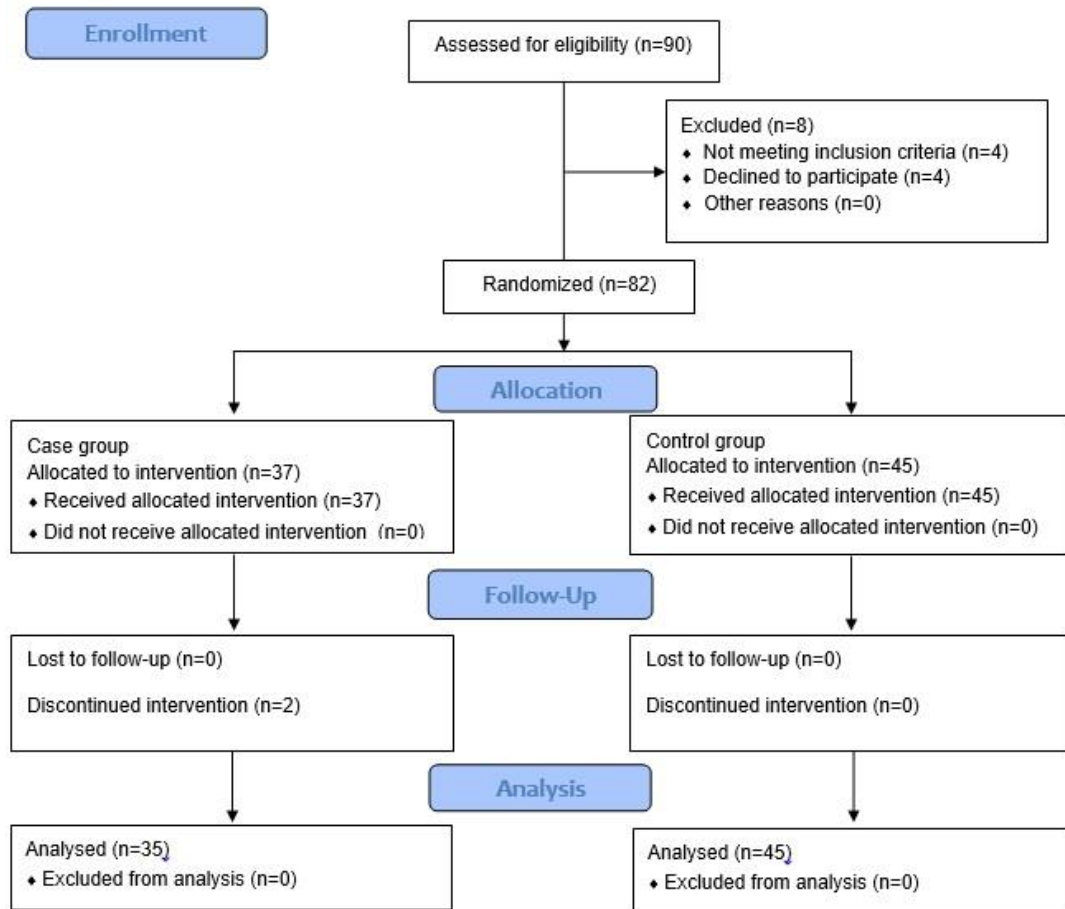 Enrollment
Assessed for eligibility (n=90)
Excluded (n=8)
♦ Not meeting inclusion criteria (n=4)
♦ Declined to participate (n=4)
♦ Other reasons (n=0)
Randomized (n=82)
Allocation
Case group
Allocated to intervention (n=37)
♦ Received allocated intervention (n=37)
♦ Did not receive allocated intervention (n=0)
Control group
Allocated to intervention (n=45)
♦ Received allocated intervention (n=45)
♦ Did not receive allocated intervention (n=0)
Follow-Up
Lost to follow-up (n=0)
Discontinued intervention (n=2)
Lost to follow-up (n=0)
Discontinued intervention (n=0)
Analysis
Analysed (n=35)
♦ Excluded from analysis (n=0)
Analysed (n=45)
♦ Excluded from analysis (n=0)